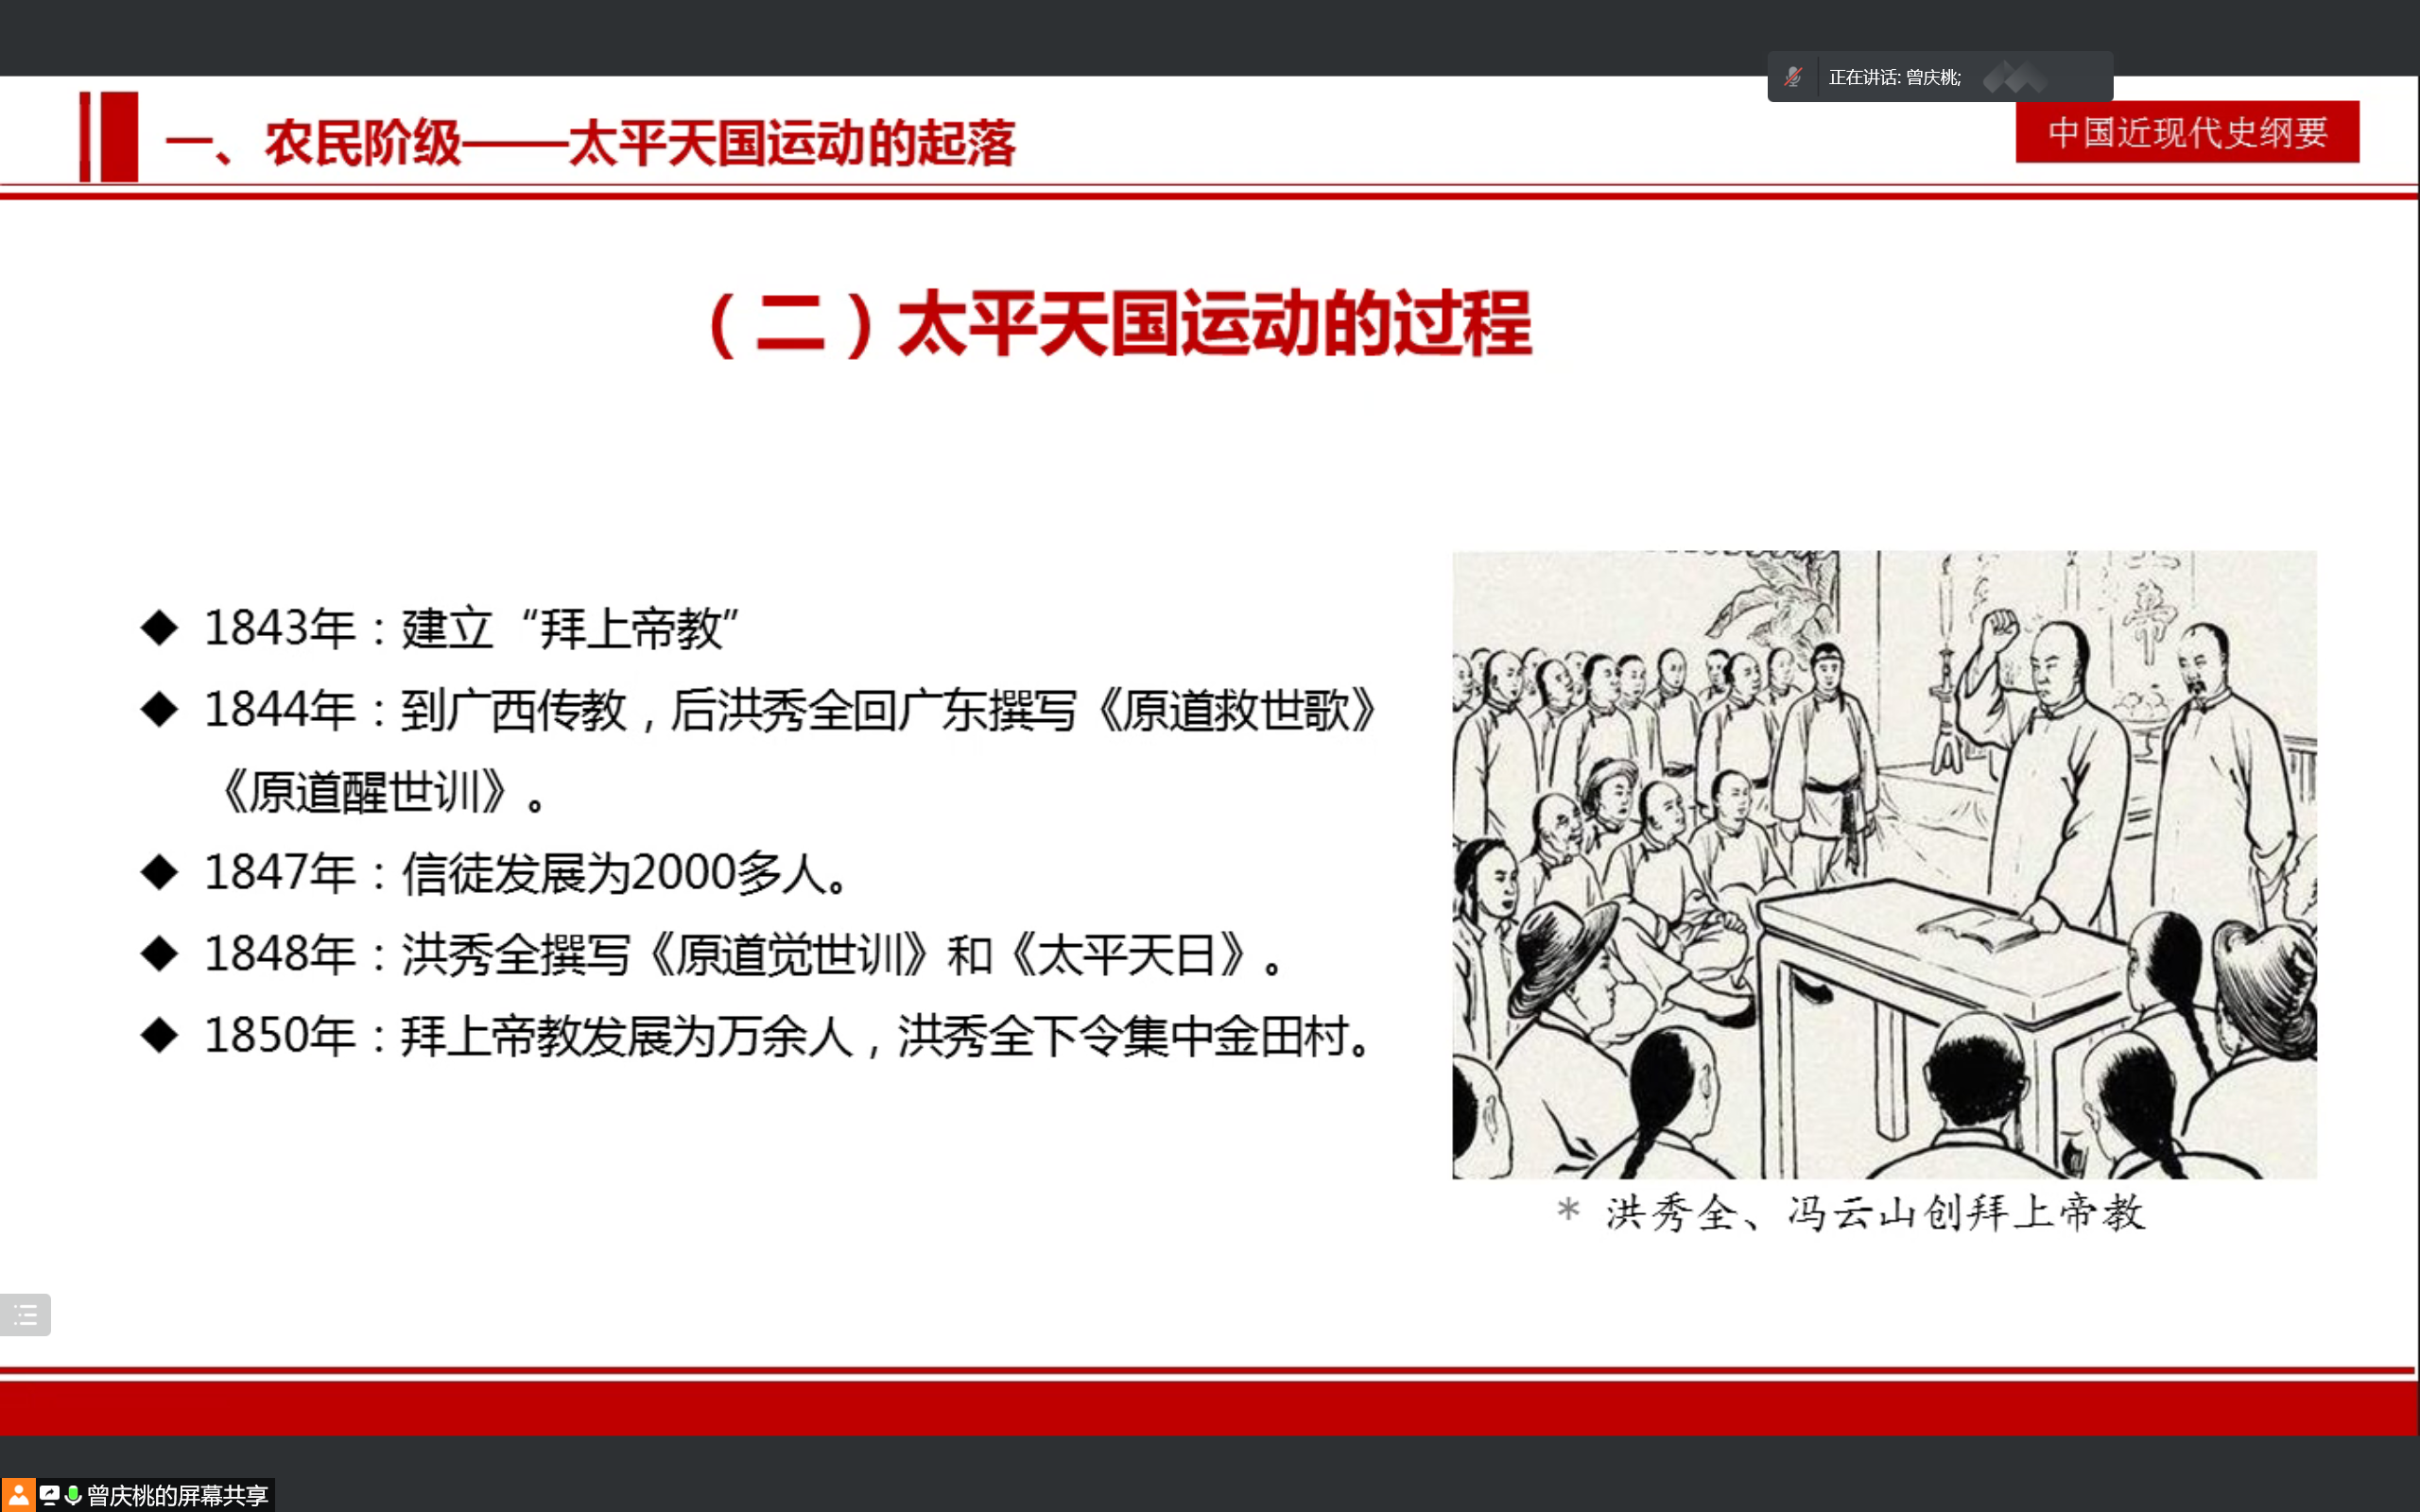 正在讲话: 曾庆桃;
一、农民阶级——太平天国运动的起落
中国近现代史纲要
（二）太平天国运动的过程
◆ 1843年：建立“拜上帝教”
◆ 1844年：到广西传教，后洪秀全回广东撰写《原道救世歌》
《原道醒世训》。
◆ 1847年：信徒发展为2000多人。
◆ 1848年：洪秀全撰写《原道觉世训》和《太平天日》。
◆ 1850年：拜上帝教发展为万余人，洪秀全下令集中金田村。
帝
* 洪秀全、冯云山创拜上帝教
曾庆桃的屏幕共享